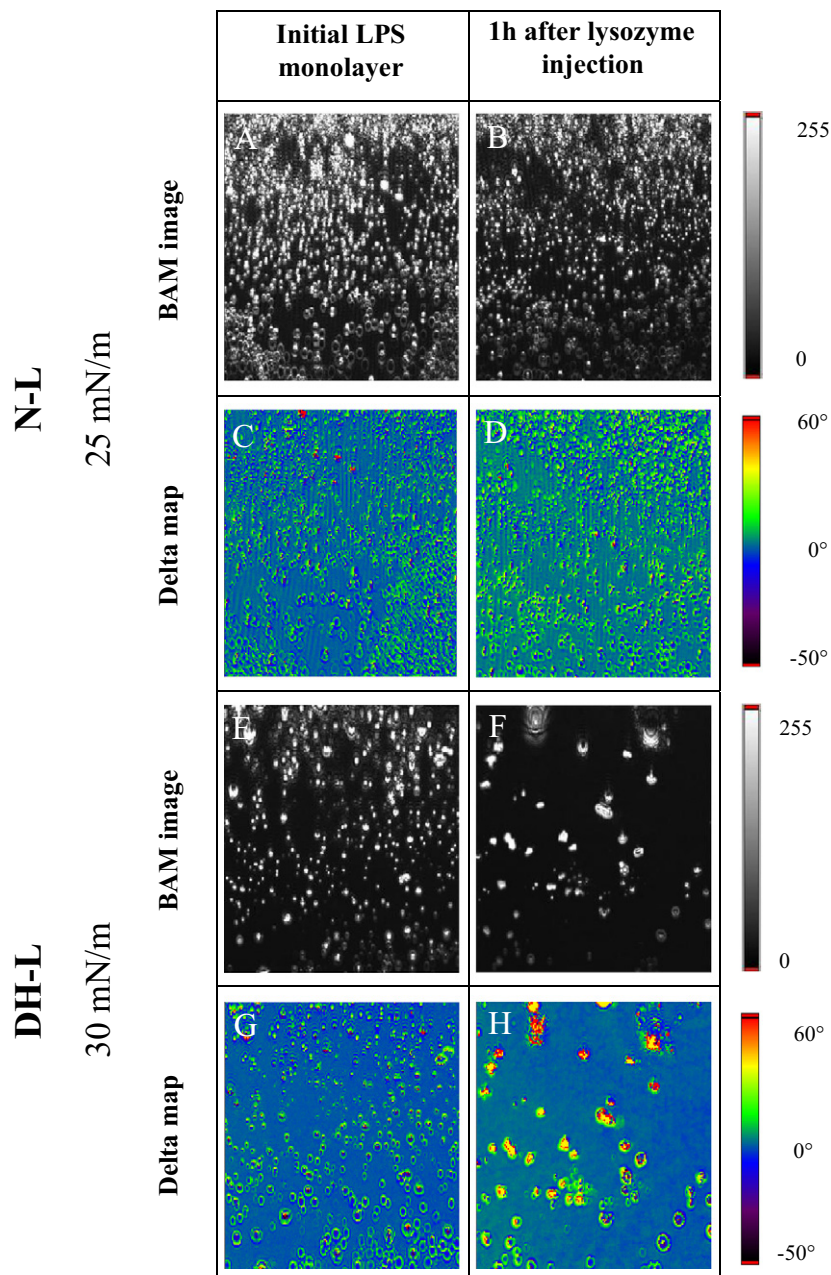 Initial LPS
monolayer
1h after lysozyme
injection
N-L
25 mN/m
BAM image
A
B
255
0
Delta map
C
D
60°
0°
-50°
DH-L
30 mN/m
BAM image
E
F
255
0
Delta map
G
H
60°
0°
-50°